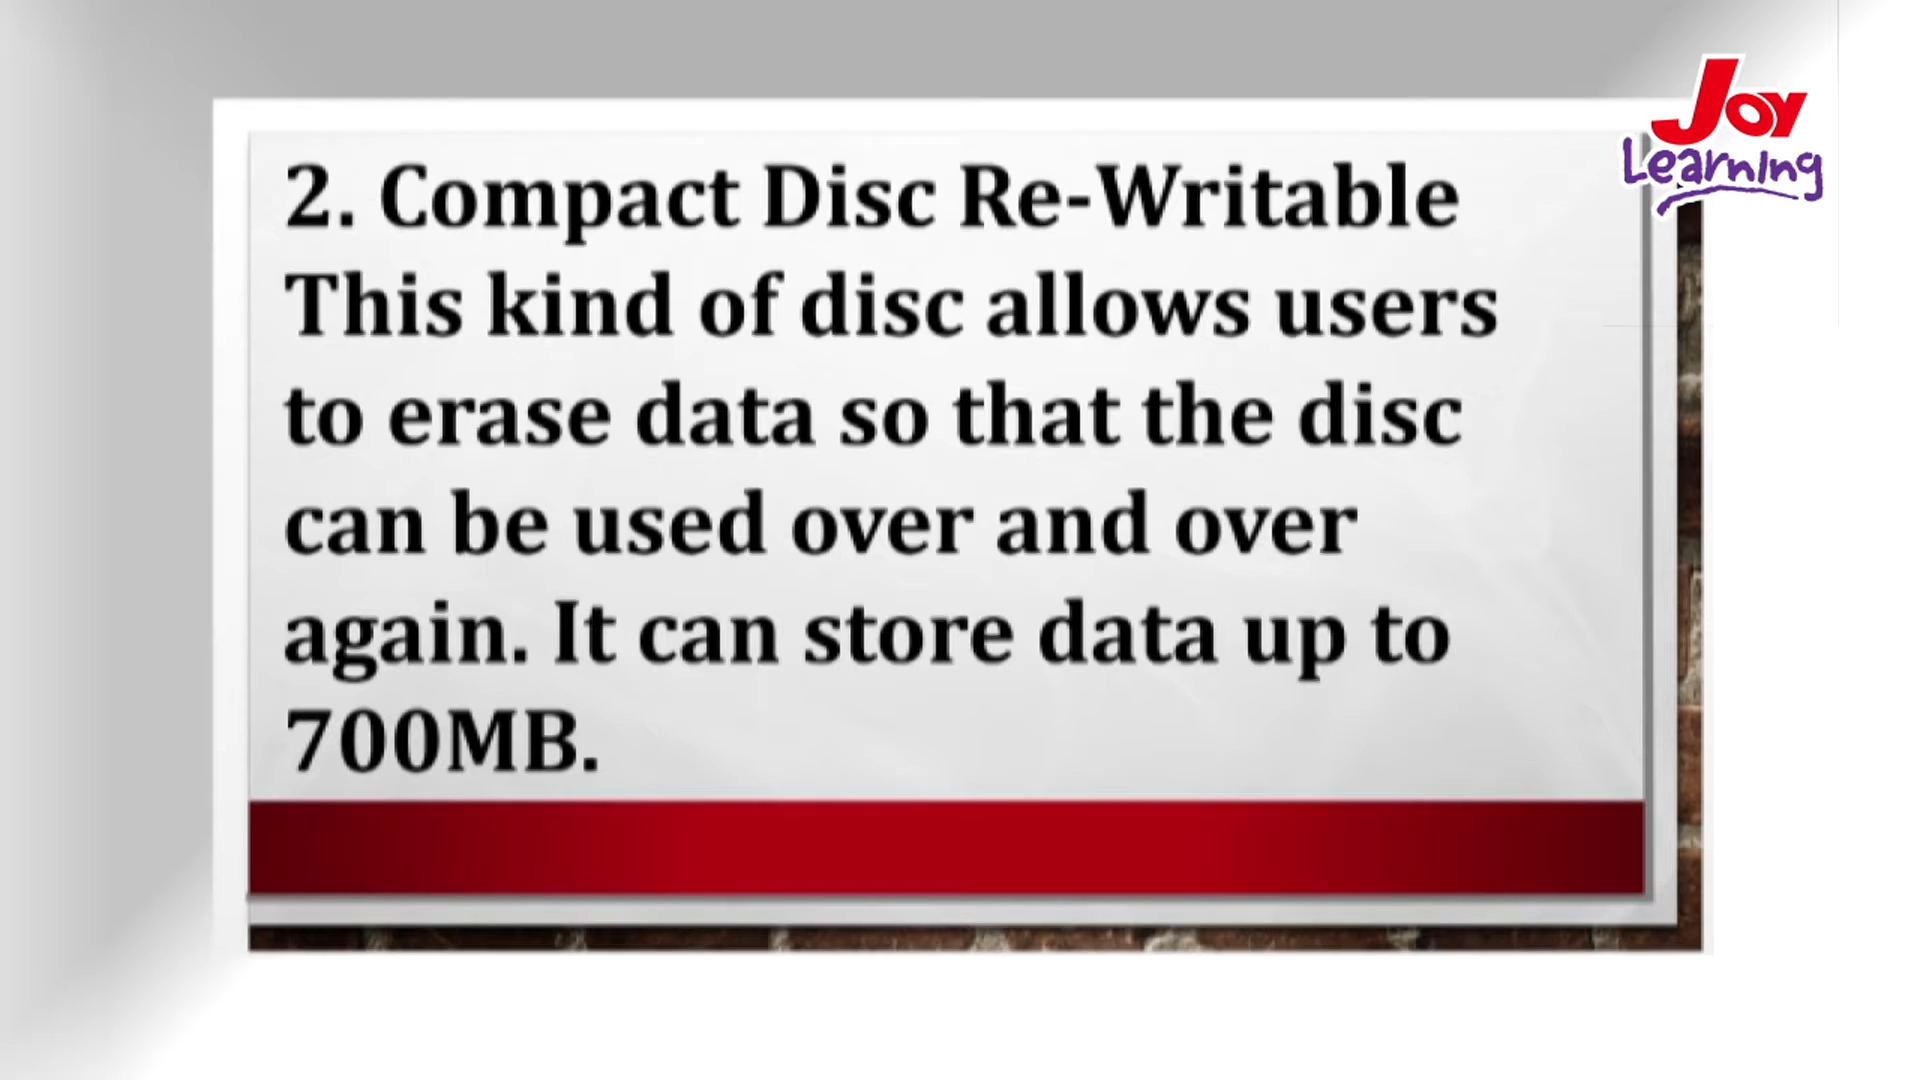 Joy
Learning
2. Compact Disc Re-Writable
This kind of disc allows users
to erase data so that the disc
can be used over and over
again. It can store data up to
700MB.